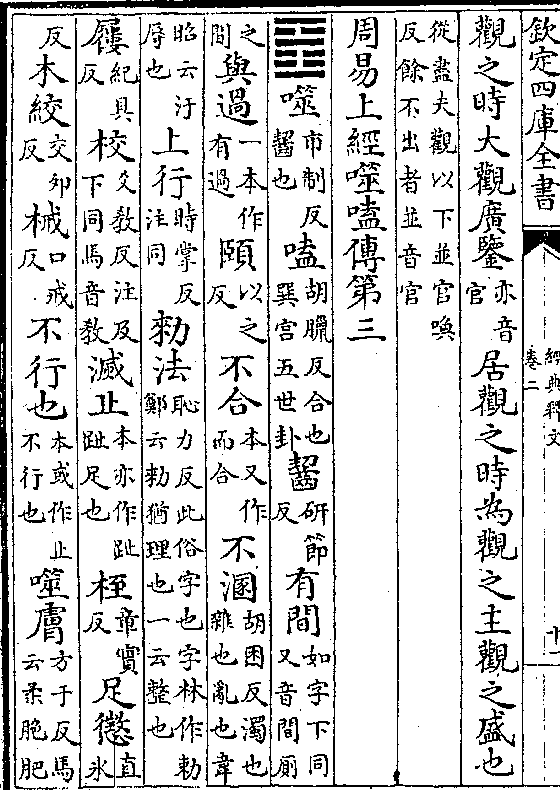 欽定四庫全書
經典釋文
卷二
十一
觀之時大觀廣鑒亦音官居觀之時為觀之主觀之盛也
從盡夫觀以下並官喚反餘不出者並音官
周易上經噬嗑傳第三
䷔噬市制反齧也嗑胡臘反合也巽宮五世卦齧研節反有間如字下同又音間厠
之間與過一本作有過頤以之反不合本又作而合不溷胡困反濁也雜也亂也韋
昭云汙辱也上行時掌反注同勑法恥力反此俗字也字林作勅鄭云勑猶理也一云整也
屨紀具反校爻教反注及下同馬音教滅止本亦作趾趾足也桎章實反足懲直氷
反木絞交卯反械口戒反不行也本或作止不行也噬膚方于反馬云柔脆肥